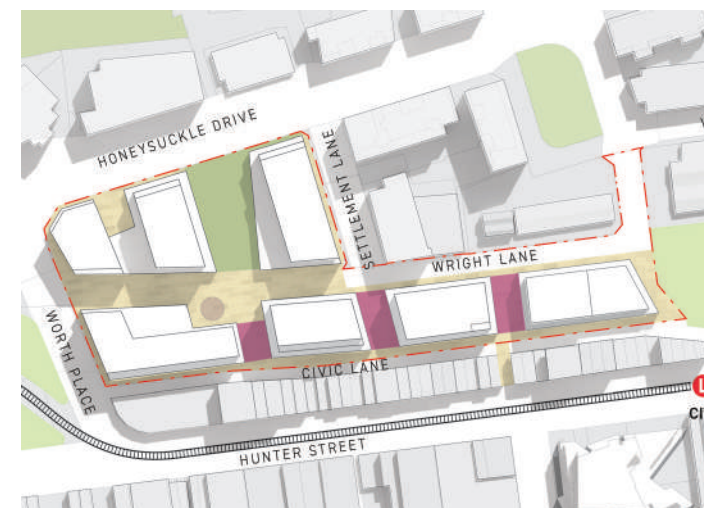 HONEYSUCKLE DRIVE
SETTLEMENT LANE
WRIGHT LANE
WORTH PLACE
CIVIC LANE
L
HUNTER STREET